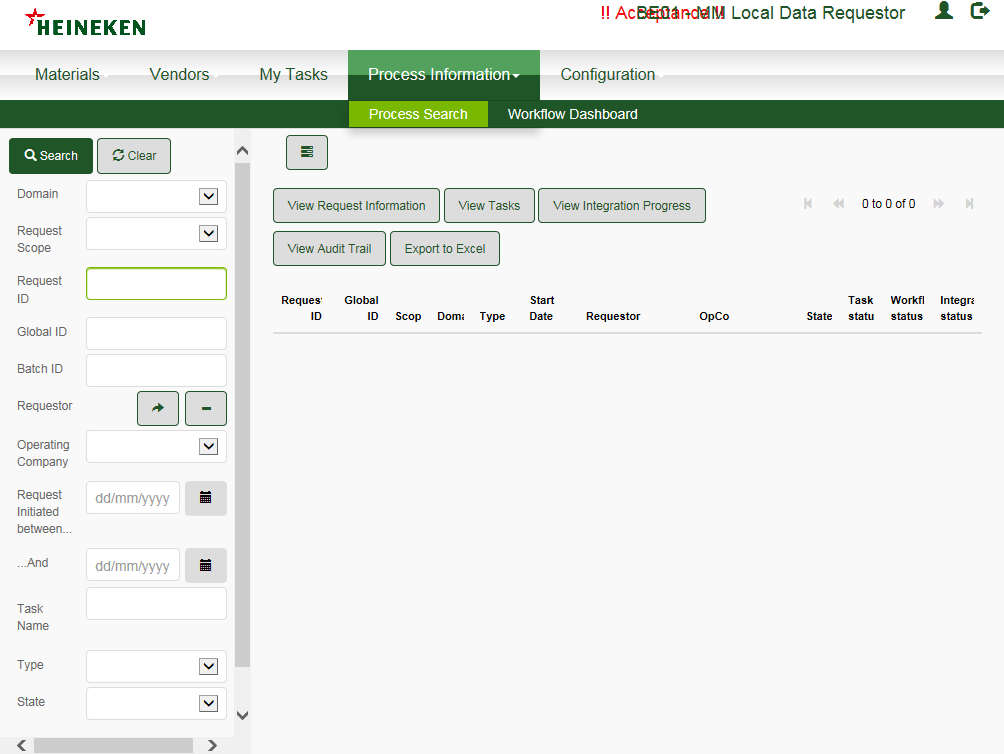 HEINEKEN
!! Acceptance !!
BE01 - MM Local Data Requestor
Materials Vendors My Tasks Process Information Configuration
Process Search Workflow Dashboard
Search Clear
Domain
Request
Scope
Request
ID
Global ID
Batch ID
Requestor
Operating
Company
Request
Initiated
between...
dd/mm/yyyy
...And
dd/mm/yyyy
Task
Name
Type
State
View Request Information View Tasks View Integration Progress
0 to 0 of 0
View Audit Trail Export to Excel
Reques Global Start Task Workfl Integra
ID ID Scop Doma Type Date Requestor OpCo State statu status status